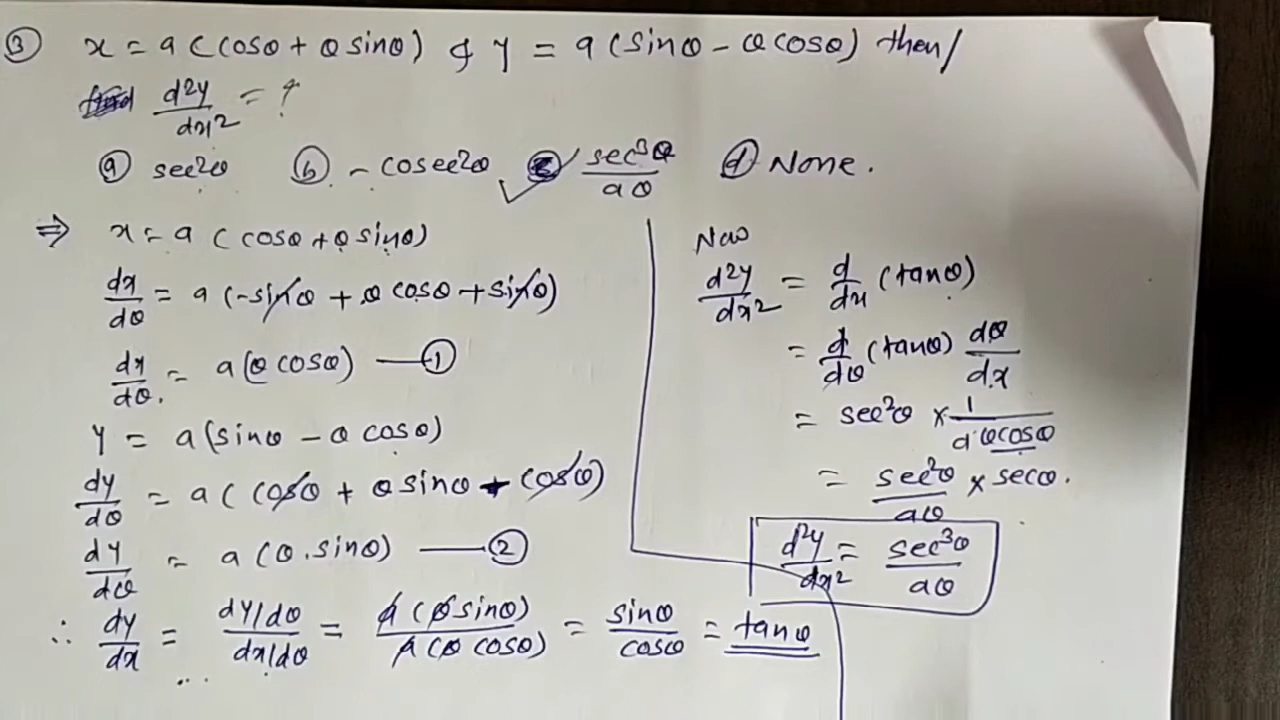 ③ x = a (cosθ + θ sinθ) & y = a (sinθ - θ cosθ) then/
d²y/dx² = ?
ⓐ sec²θ ⓑ - cosec²θ ✓ sec³θ/aθ ⓓ None.
⇒ x = a (cosθ + θ sinθ)
dx/dθ = a (-sinθ + θ cosθ + sinθ)
dx/dθ. = a(θ cosθ) — ①
y = a(sinθ - θ cosθ)
dy/dθ = a (cosθ + θ sinθ - cosθ)
dy/dθ = a (θ.sinθ) — ②
∴ dy/dx = dy/dθ / dx/dθ = a (θ sinθ) / a (θ cosθ) = sinθ/cosθ = tanθ
Now
d²y/dx² = d/dx (tanθ)
= d/dθ (tanθ) dθ/dx
= sec²θ × 1/aθcosθ
= sec²θ/aθ × secθ.
d²y/dx² = sec³θ/aθ